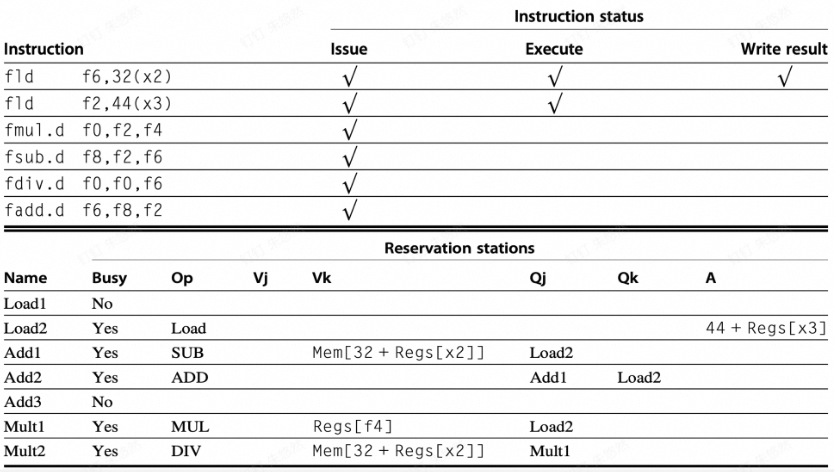 Instruction status
Instruction Issue Execute Write result
fld f6,32(x2) √ √ √
fld f2,44(x3) √ √
fmul.d f0,f2,f4 √
fsub.d f8,f2,f6 √
fdiv.d f0,f0,f6 √
fadd.d f6,f8,f2 √
Reservation stations
Name Busy Op Vj Vk Qj Qk A
Load1 No
Load2 Yes Load 44 + Regs[x3]
Add1 Yes SUB Mem[32 + Regs[x2]] Load2
Add2 Yes ADD Add1 Load2
Add3 No
Mult1 Yes MUL Regs[f4] Load2
Mult2 Yes DIV Mem[32 + Regs[x2]] Mult1